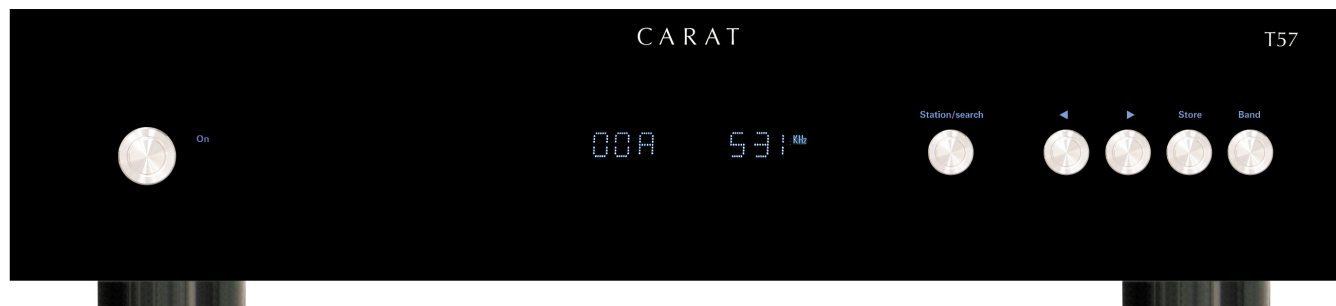 CARAT
T57
On
00A 531 KHz
Station/search
◀ ▶ Store Band